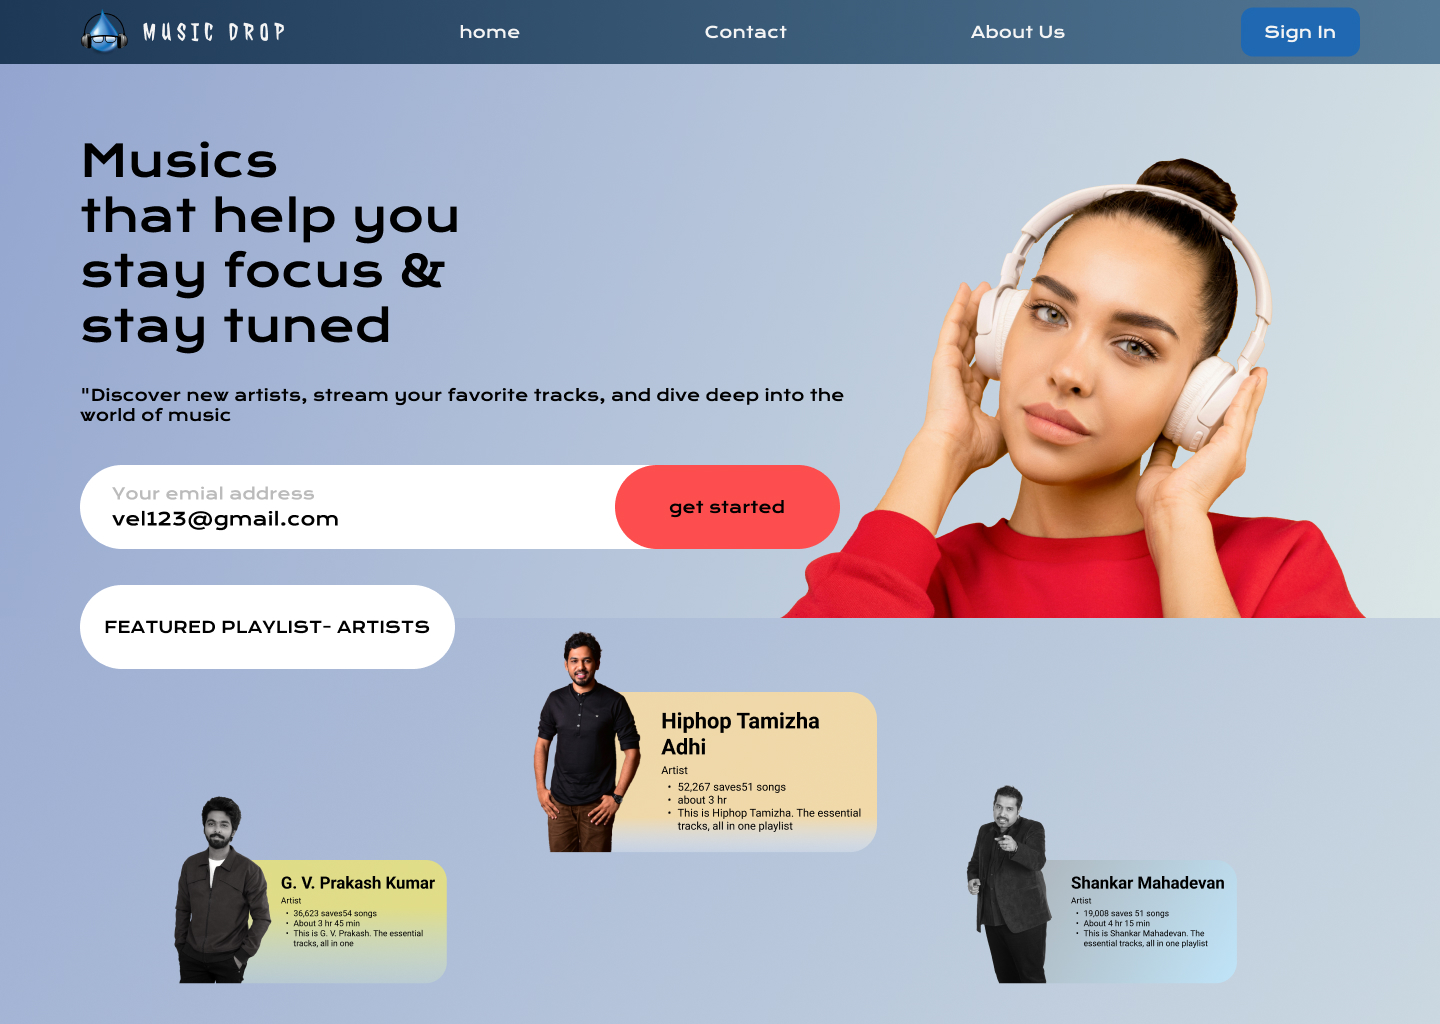 MUSIC DROP
home
Contact
About Us
Sign In
Musics
that help you
stay focus &
stay tuned
"Discover new artists, stream your favorite tracks, and dive deep into the
world of music
Your emial address
vel123@gmail.com
get started
FEATURED PLAYLIST- ARTISTS
Hiphop Tamizha
Adhi
Artist
• 52,267 saves51 songs
• about 3 hr
• This is Hiphop Tamizha. The essential
tracks, all in one playlist
G. V. Prakash Kumar
Artist
• 36,623 saves54 songs
• About 3 hr 45 min
• This is G. V. Prakash. The essential
tracks, all in one
Shankar Mahadevan
Artist
• 19,008 saves 51 songs
• About 4 hr 15 min
• This is Shankar Mahadevan. The
essential tracks, all in one playlist